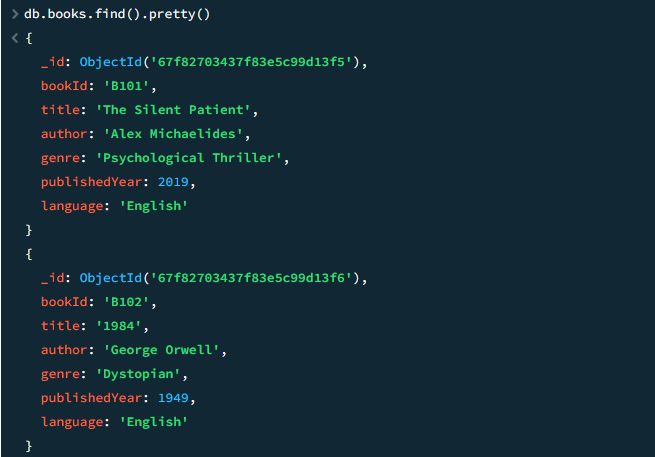 > db.books.find().pretty()
< {
_id: ObjectId('67f82703437f83e5c99d13f5'),
bookId: 'B101',
title: 'The Silent Patient',
author: 'Alex Michaelides',
genre: 'Psychological Thriller',
publishedYear: 2019,
language: 'English'
}
{
_id: ObjectId('67f82703437f83e5c99d13f6'),
bookId: 'B102',
title: '1984',
author: 'George Orwell',
genre: 'Dystopian',
publishedYear: 1949,
language: 'English'
}